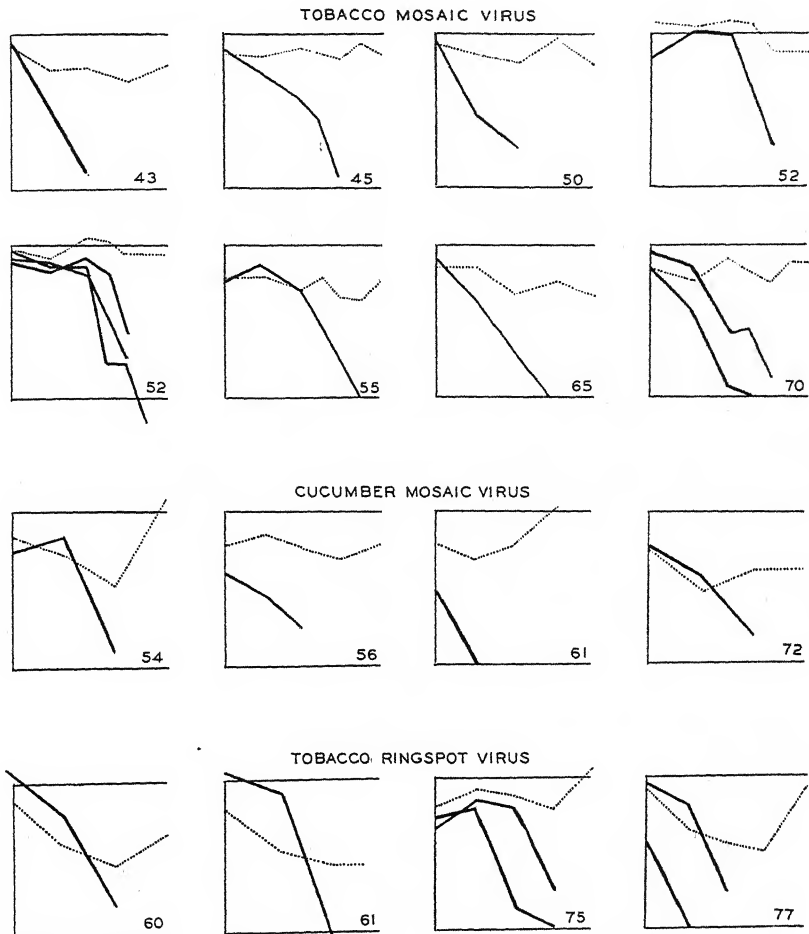 TOBACCO MOSAIC VIRUS
43 45 50 52
52 55 65 70
CUCUMBER MOSAIC VIRUS
54 56 61 72
TOBACCO RINGSPOT VIRUS
60 61 75 77